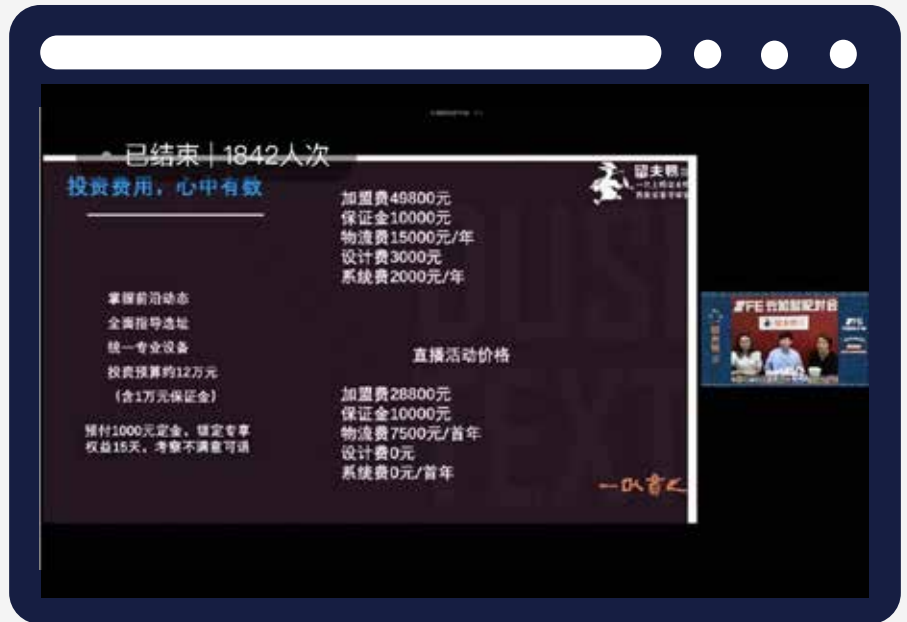 已结束 | 1842人次
投资费用，心中有数
留夫鸭
加盟费49800元
保证金10000元
物流费15000元/年
设计费3000元
系统费2000元/年
掌握前沿动态
全面指导选址
统一专业设备
投资预算约12万元
（含1万元保证金）
预付1000元定金，锁定专享
权益15天，考察不满意可退
直播活动价格
加盟费28800元
保证金10000元
物流费7500元/首年
设计费0元
系统费0元/首年